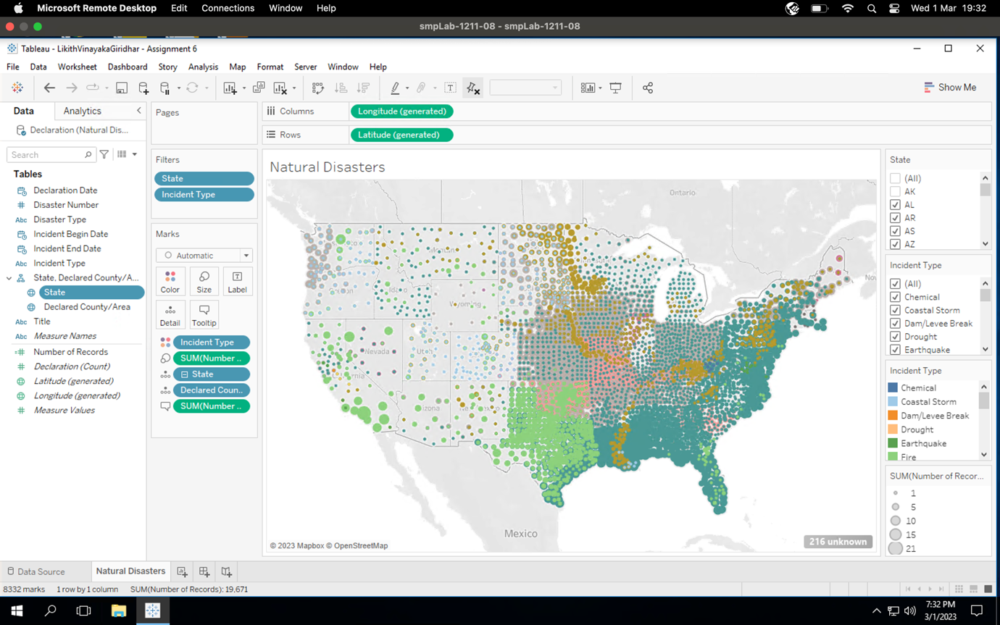 Microsoft Remote Desktop Edit Connections Window Help Wed 1 Mar 19:32
smpLab-1211-08 - smpLab-1211-08
Tableau - LikithVinayakaGiridhar - Assignment 6
File Data Worksheet Dashboard Story Analysis Map Format Server Window Help
Show Me
Data Analytics
Declaration (Natural Dis...
Search
Tables
Declaration Date
Disaster Number
Abc Disaster Type
Incident Begin Date
Incident End Date
Abc Incident Type
State, Declared County/A...
State
Declared County/Area
Abc Title
Abc Measure Names
Number of Records
Declaration (Count)
Latitude (generated)
Longitude (generated)
Measure Values
Pages
Filters
State
Incident Type
Marks
Automatic
Color Size Label
Detail Tooltip
Incident Type
SUM(Number ..
State
Declared Coun..
SUM(Number ..
Columns Longitude (generated)
Rows Latitude (generated)
Natural Disasters
Ontario
Wyoming
Nevada
Utah
Mexico
© 2023 Mapbox © OpenStreetMap
216 unknown
State
(All)
AK
AL
AR
AS
AZ
Incident Type
(All)
Chemical
Coastal Storm
Dam/Levee Break
Drought
Earthquake
Incident Type
Chemical
Coastal Storm
Dam/Levee Break
Drought
Earthquake
Fire
SUM(Number of Recor...
1
5
10
15
21
Data Source Natural Disasters
8332 marks 1 row by 1 column SUM(Number of Records): 19,671
7:32 PM
3/1/2023